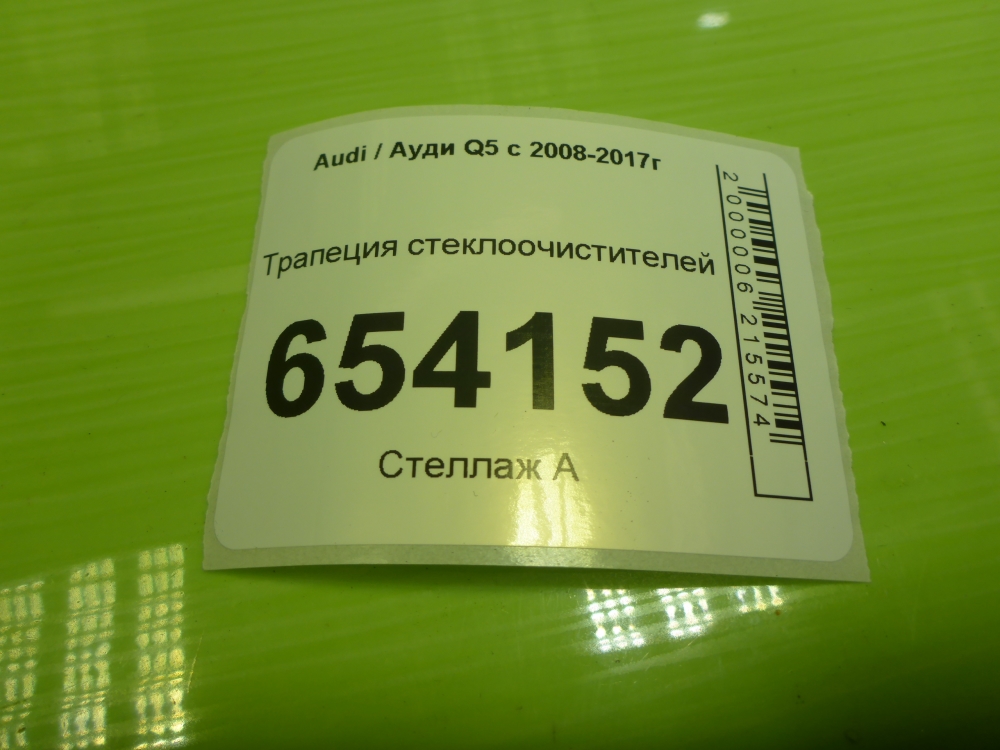 Audi / Ауди Q5 с 2008-2017г
Трапеция стеклоочистителей
654152
Стеллаж А
2000006215574